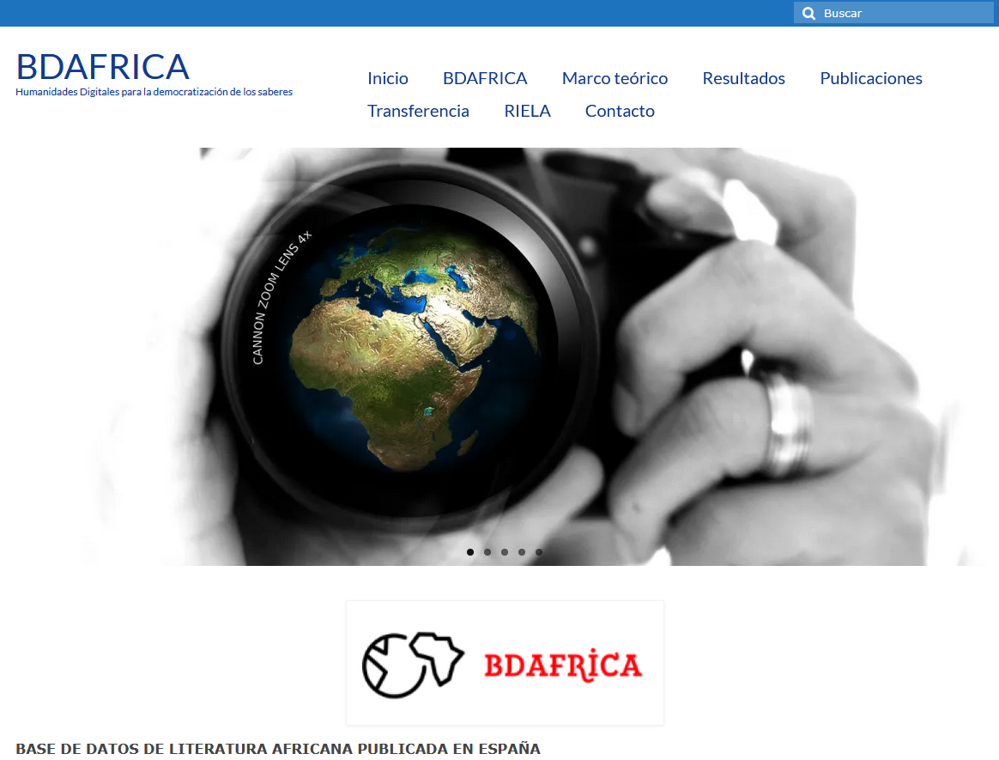 Buscar
BDAFRICA
Humanidades Digitales para la democratización de los saberes
Inicio BDAFRICA Marco teórico Resultados Publicaciones
Transferencia RIELA Contacto
CANNON ZOOM LENS 4x
BDAFRICA
BASE DE DATOS DE LITERATURA AFRICANA PUBLICADA EN ESPAÑA